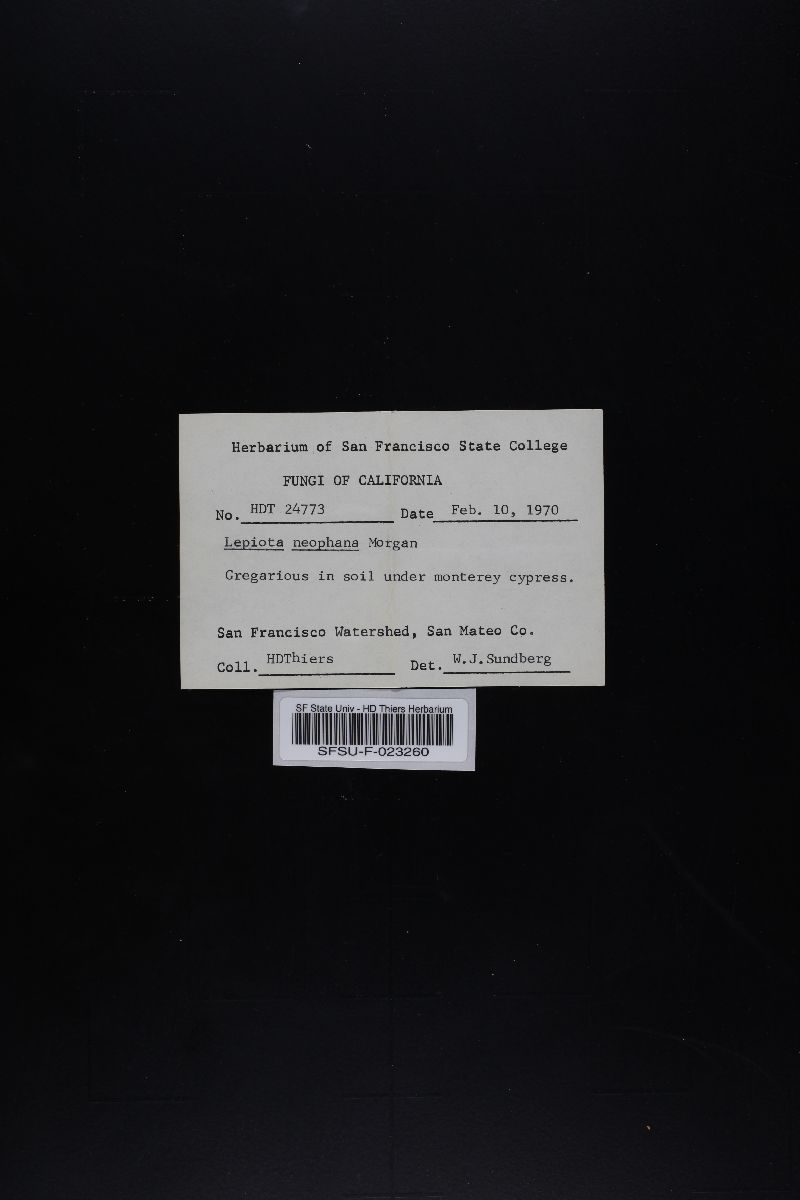 Herbarium of San Francisco State College
FUNGI OF CALIFORNIA
No. HDT 24773 Date Feb. 10, 1970
Lepiota neophana Morgan
Gregarious in soil under monterey cypress.
San Francisco Watershed, San Mateo Co.
Coll. HDThiers Det. W.J.Sundberg
SF State Univ - HD Thiers Herbarium
SFSU-F-023260